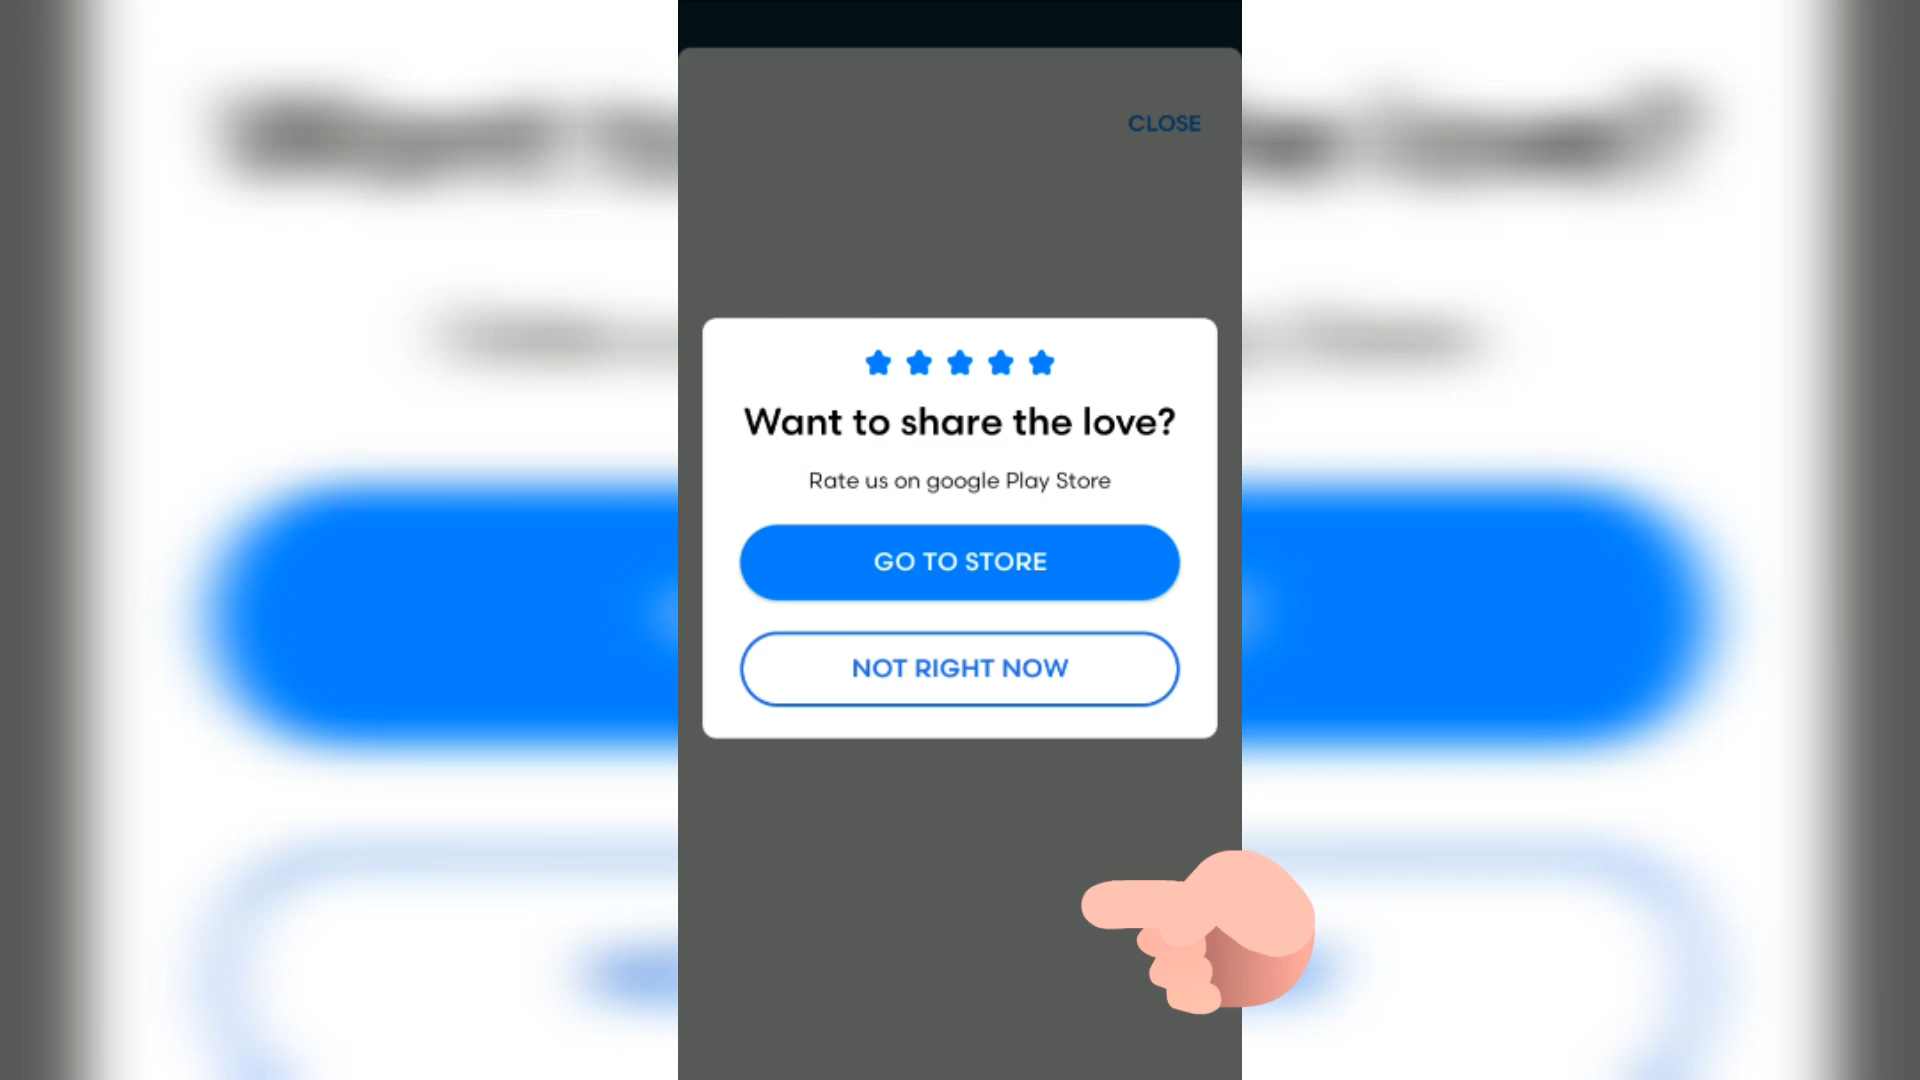 CLOSE
Want to share the love?
Rate us on google Play Store
GO TO STORE
NOT RIGHT NOW